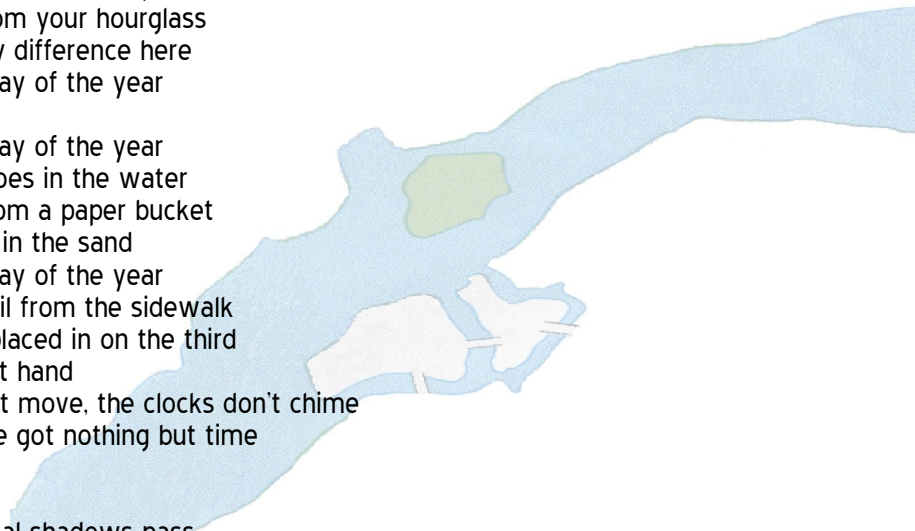 om your hourglass
y difference here
ay of the year
ay of the year
oes in the water
om a paper bucket
in the sand
ay of the year
il from the sidewalk
laced in on the third
t hand
t move, the clocks don't chime
e got nothing but time
al shadows pass